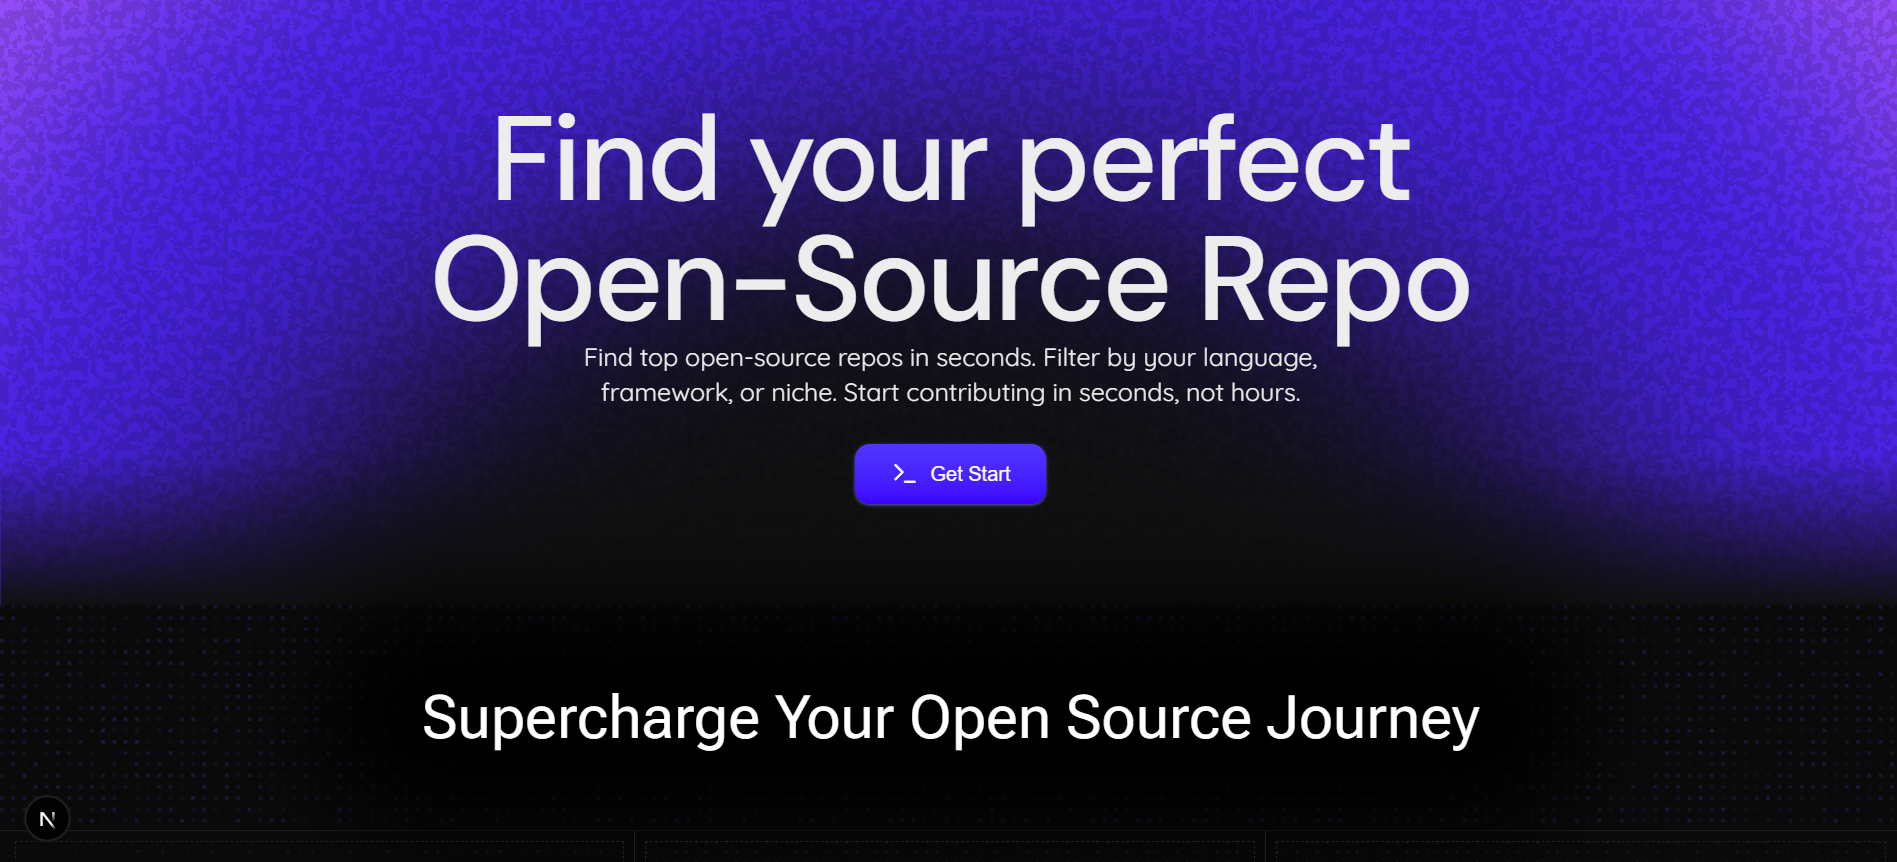 Find your perfect
Open-Source Repo
Find top open-source repos in seconds. Filter by your language,
framework, or niche. Start contributing in seconds, not hours.
>_ Get Start
Supercharge Your Open Source Journey
N